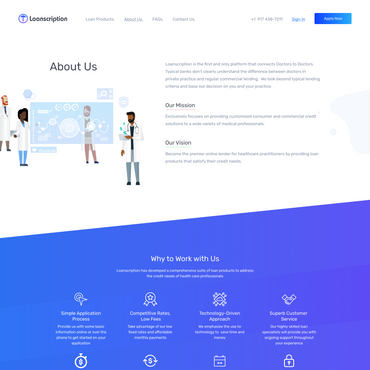 Loanscription
Loan Products
About Us
FAQs
Contact Us
Sign In
Apply Now
About Us
Loanscription is the first and only platform that connects Doctors to Doctors.
Typical banks don't clearly understand the difference between doctors in
private practice and regular commercial lending. We look beyond typical lending
criteria and base our decision on you and your practice.
Our Mission
Exclusively focuses on providing customized consumer and commercial credit
solutions to a wide variety of medical professionals.
Our Vision
Become the premier online lender for healthcare practitioners by providing loan
products that satisfy their credit needs.
Why to Work with Us
Loanscription has developed a comprehensive suite of loan products to address
the credit needs of health care professionals
Simple Application
Process
Provide us with some basic
information online or over the
phone to get started on your
application
Competitive Rates,
Low Fees
Take advantage of our low
fixed rates and affordable
monthly payments
Technology-Driven
Approach
We emphasize the use to
technology to save time and
money
Superb Customer
Service
Our highly skilled loan
specialists will provide you with
ongoing support throughout
your experience